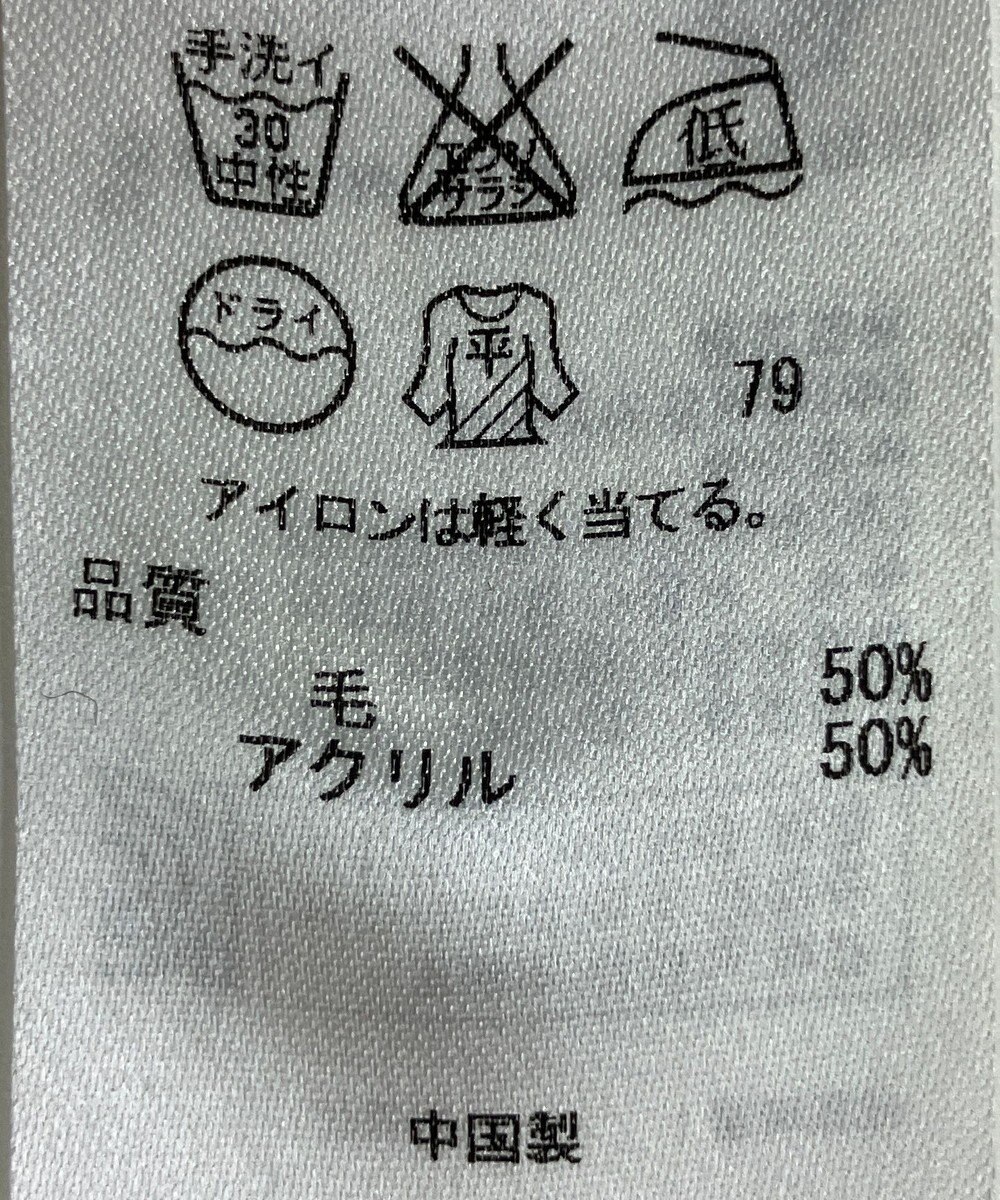 手洗イ
30
中性
エンソ
サラシ
低
ドライ
平
79
アイロンは軽く当てる。
品質
毛 50%
アクリル 50%
中国製